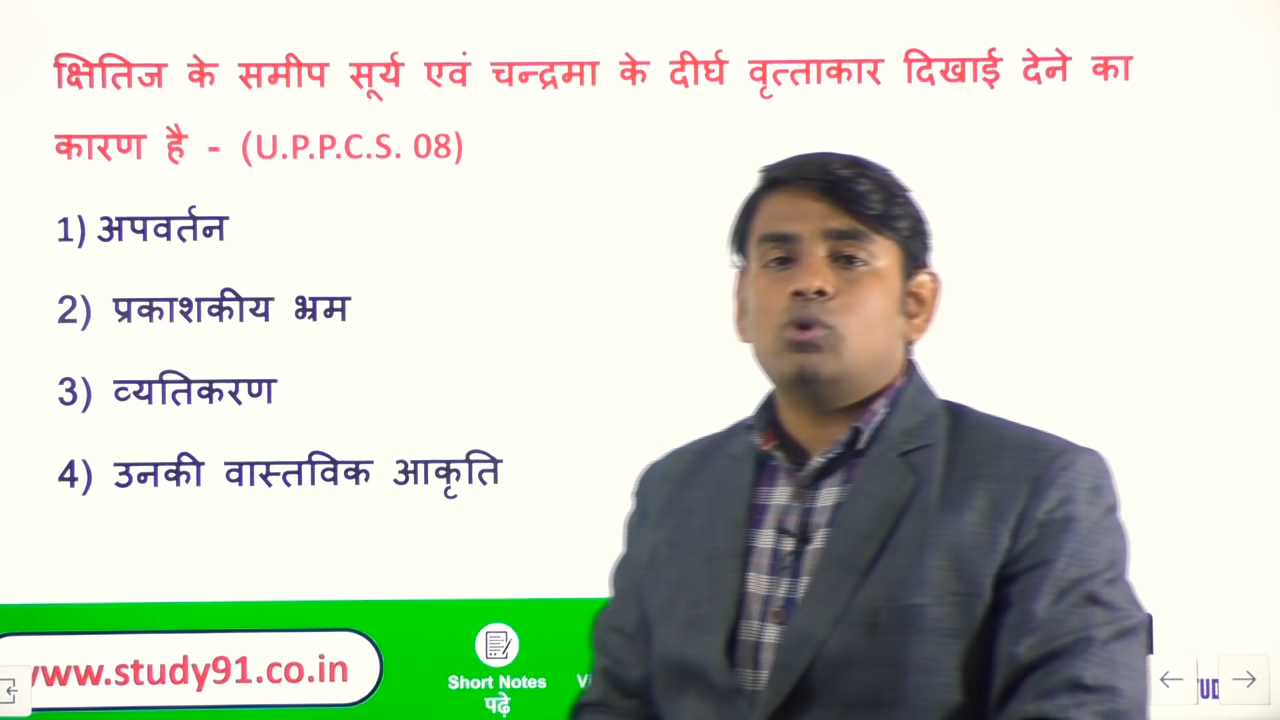 क्षितिज के समीप सूर्य एवं चन्द्रमा के दीर्घ वृत्ताकार दिखाई देने का
कारण है - (U.P.P.C.S. 08)
1) अपवर्तन
2) प्रकाशकीय भ्रम
3) व्यतिकरण
4) उनकी वास्तविक आकृति
www.study91.co.in
Short Notes
पढ़े